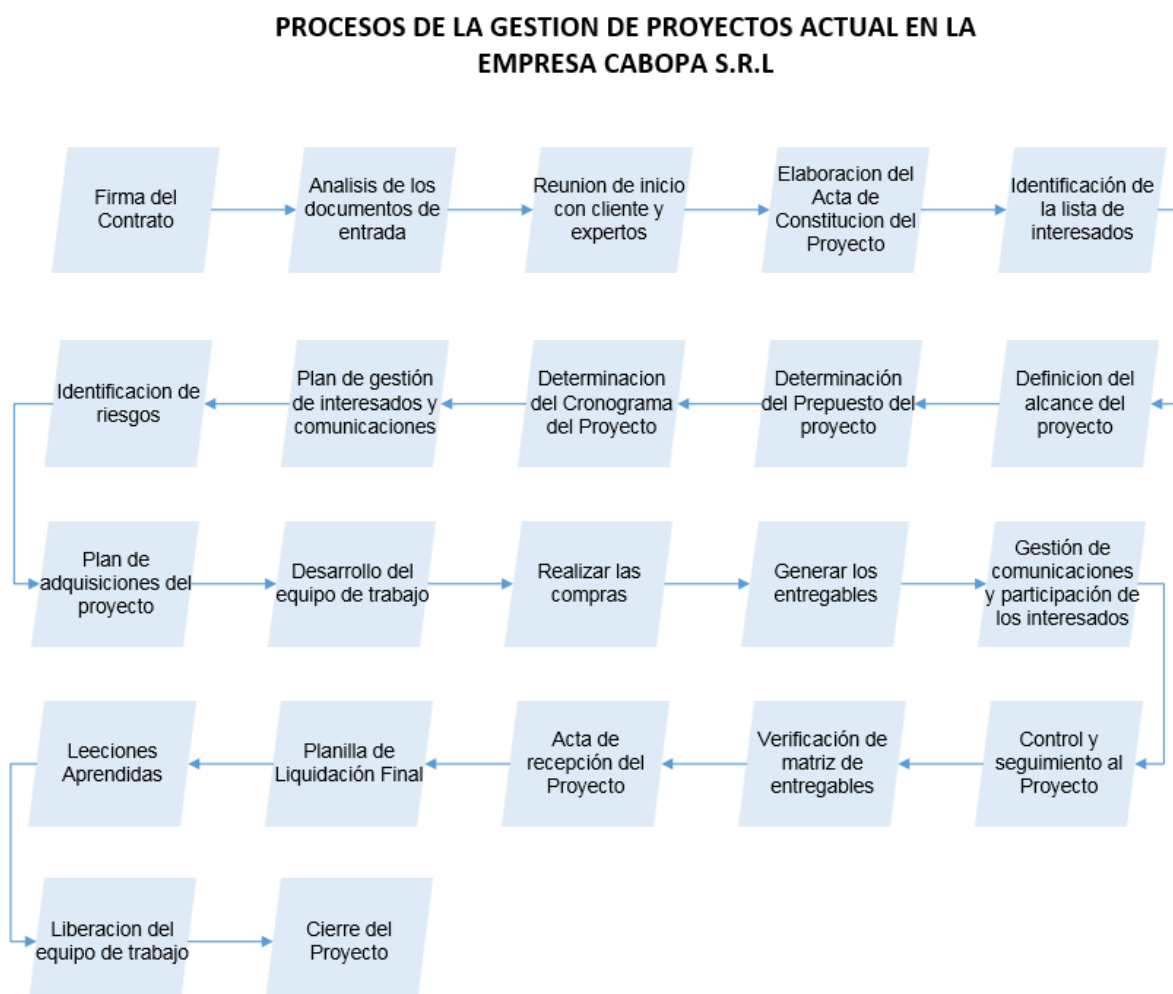 PROCESOS DE LA GESTION DE PROYECTOS ACTUAL EN LA
EMPRESA CABOPA S.R.L
Firma del
Contrato
Analisis de los
documentos de
entrada
Reunion de inicio
con cliente y
expertos
Elaboracion del
Acta de
Constitucion del
Proyecto
Identificación de
la lista de
interesados
Definicion del
alcance del
proyecto
Determinación
del Prepuesto del
proyecto
Determinacion
del Cronograma
del Proyecto
Plan de gestión
de interesados y
comunicaciones
Identificacion de
riesgos
Plan de
adquisiciones del
proyecto
Desarrollo del
equipo de trabajo
Realizar las
compras
Generar los
entregables
Gestión de
comunicaciones
y participación de
los interesados
Control y
seguimiento al
Proyecto
Verificación de
matriz de
entregables
Acta de
recepción del
Proyecto
Planilla de
Liquidación Final
Leeciones
Aprendidas
Liberacion del
equipo de trabajo
Cierre del
Proyecto